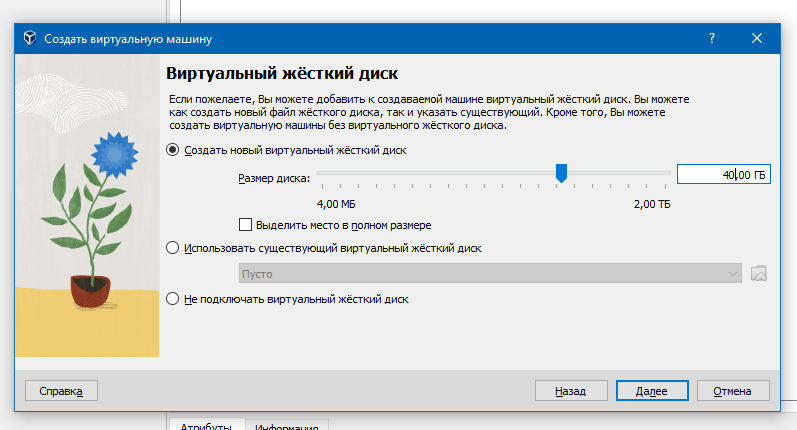 Создать виртуальную машину
?
Виртуальный жёсткий диск
Если пожелаете, Вы можете добавить к создаваемой машине виртуальный жёсткий диск. Вы можете
как создать новый файл жёсткого диска, так и указать существующий. Кроме того, Вы можете
создать виртуальную машины без виртуального жёсткого диска.
Создать новый виртуальный жёсткий диск
Размер диска:
40,00 ГБ
4,00 МБ
2,00 ТБ
Выделить место в полном размере
Использовать существующий виртуальный жёсткий диск
Пусто
Не подключать виртуальный жёсткий диск
Справка
Назад
Далее
Отмена
Атрибуты
Информация